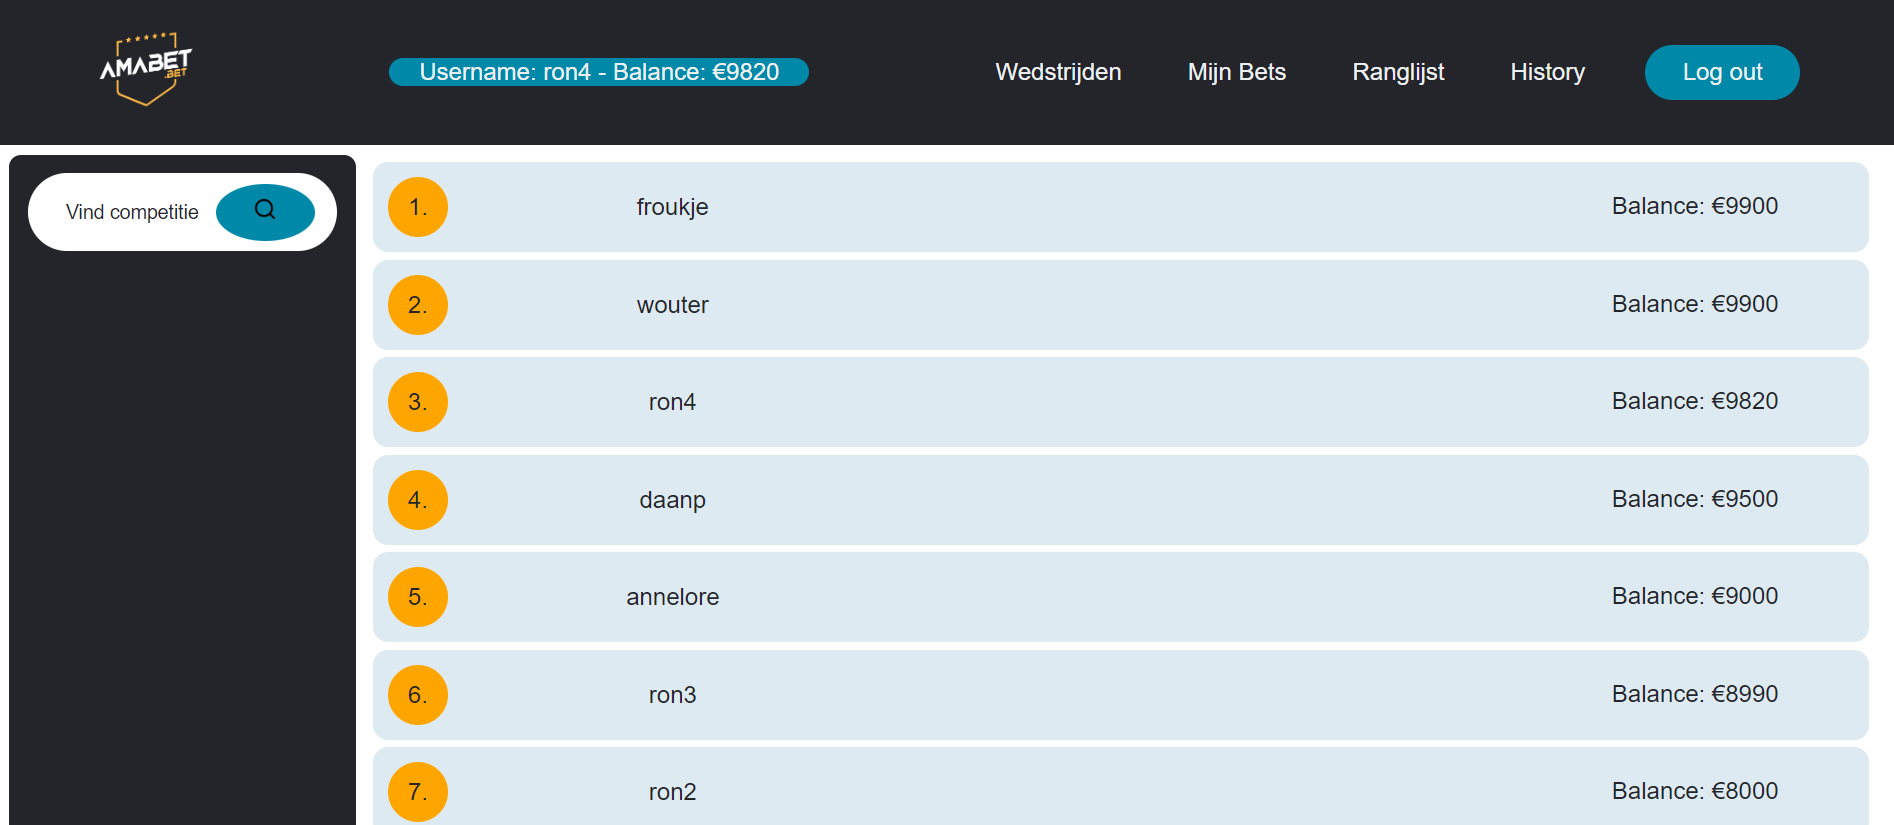 AMABET
.BET
Username: ron4 - Balance: €9820
Wedstrijden
Mijn Bets
Ranglijst
History
Log out
Vind competitie
1. froukje Balance: €9900
2. wouter Balance: €9900
3. ron4 Balance: €9820
4. daanp Balance: €9500
5. annelore Balance: €9000
6. ron3 Balance: €8990
7. ron2 Balance: €8000